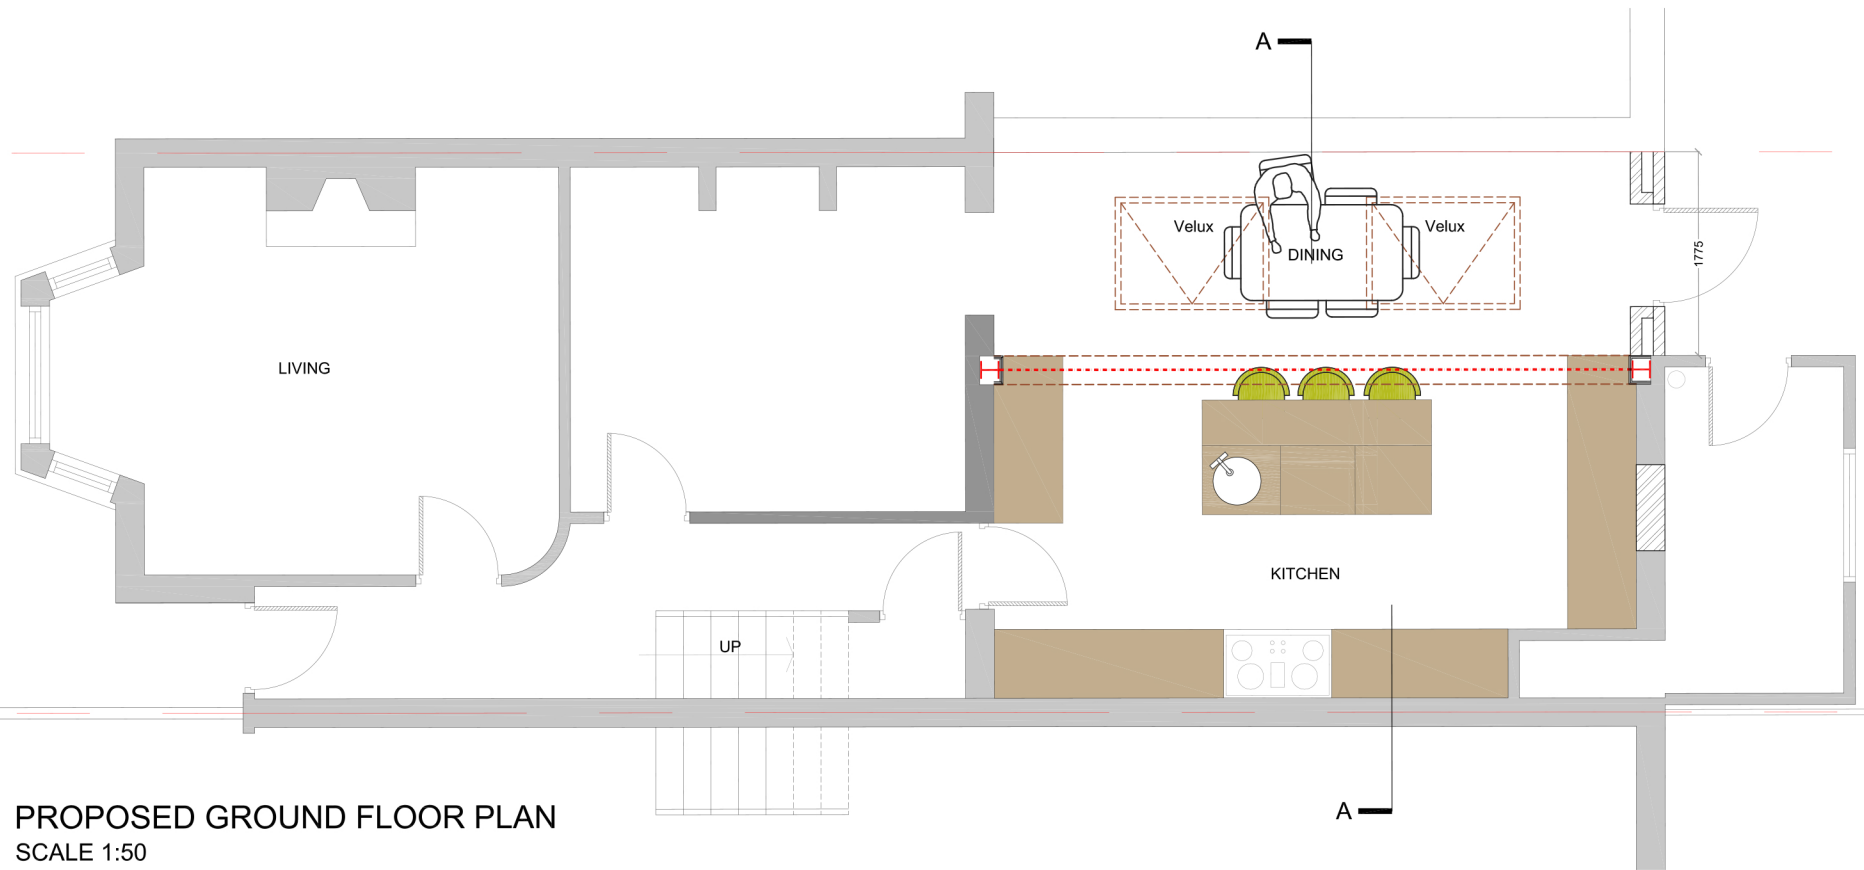 A
Velux
Velux
DINING
1775
LIVING
KITCHEN
UP
A
PROPOSED GROUND FLOOR PLAN
SCALE 1:50